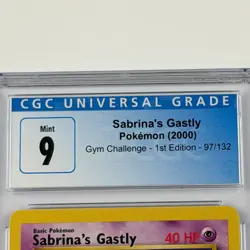 CGC UNIVERSAL GRADE
Mint
9
Sabrina's Gastly
Pokémon (2000)
Gym Challenge - 1st Edition - 97/132
Basic Pokémon
Sabrina's Gastly 40 HP